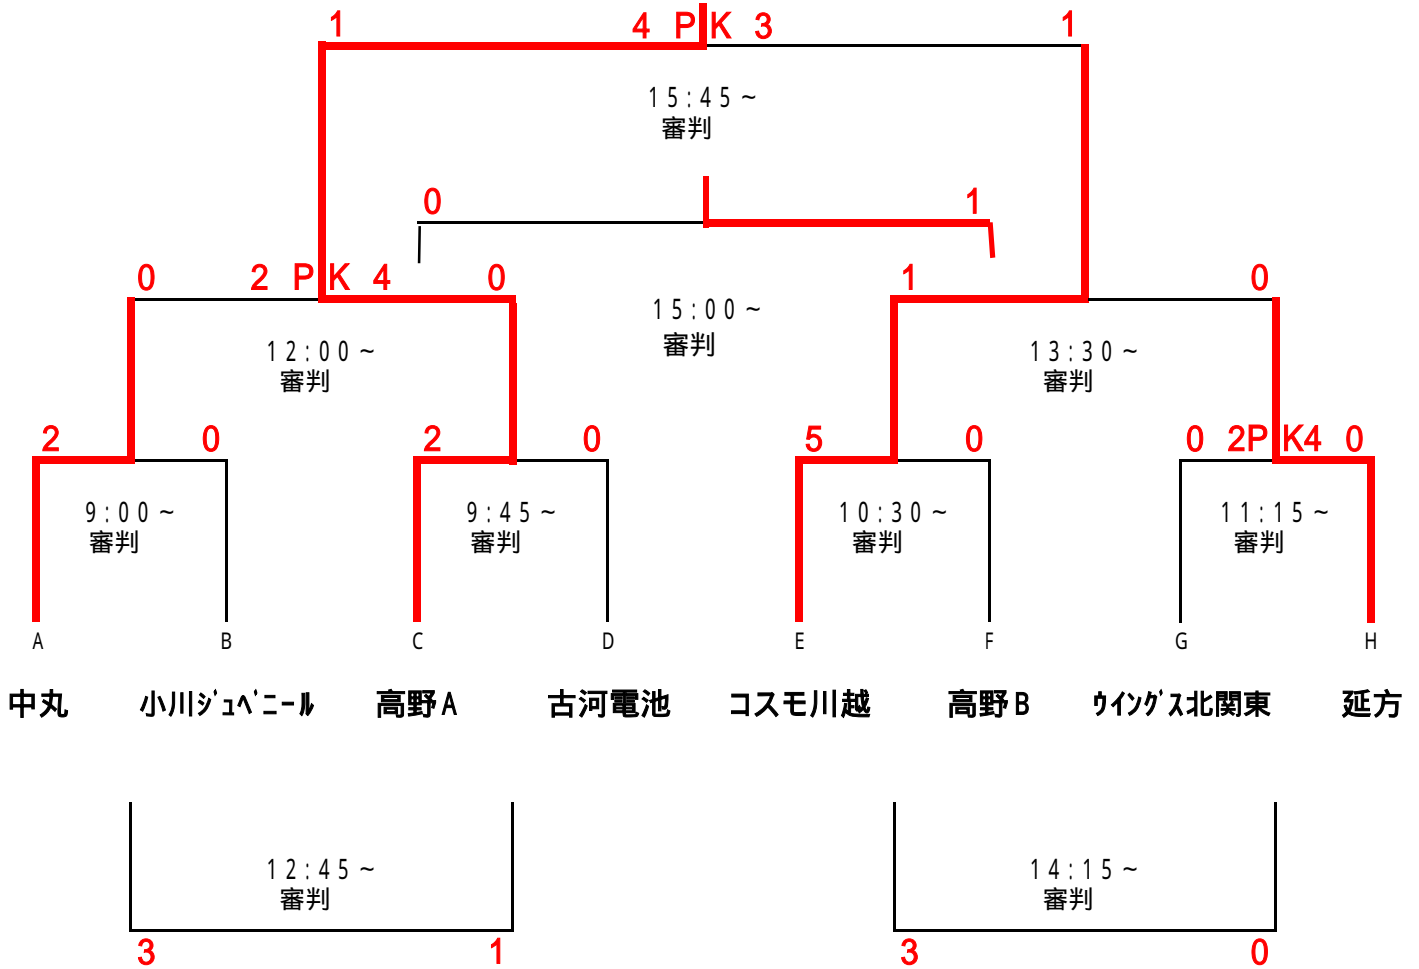 1 4 PK 3 1
15:45～
審判
0 1
0 2 PK 4 0 1 0
15:00～
審判
12:00～ 13:30～
審判 審判
2 0 2 0 5 0 0 2PK4 0
9:00～ 9:45～ 10:30～ 11:15～
審判 審判 審判 審判
A B C D E F G H
中丸 小川ｼﾞｭﾍﾞﾆｰﾙ 高野A 古河電池 コスモ川越 高野B ｳｲﾝｸﾞｽ北関東 延方
12:45～ 14:15～
審判 審判
3 1 3 0